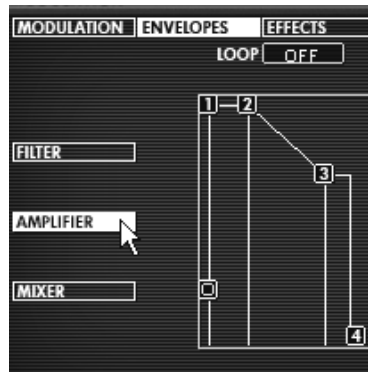 MODULATION ENVELOPES EFFECTS
LOOP OFF
1 2
FILTER
3
AMPLIFIER
MIXER 0
4